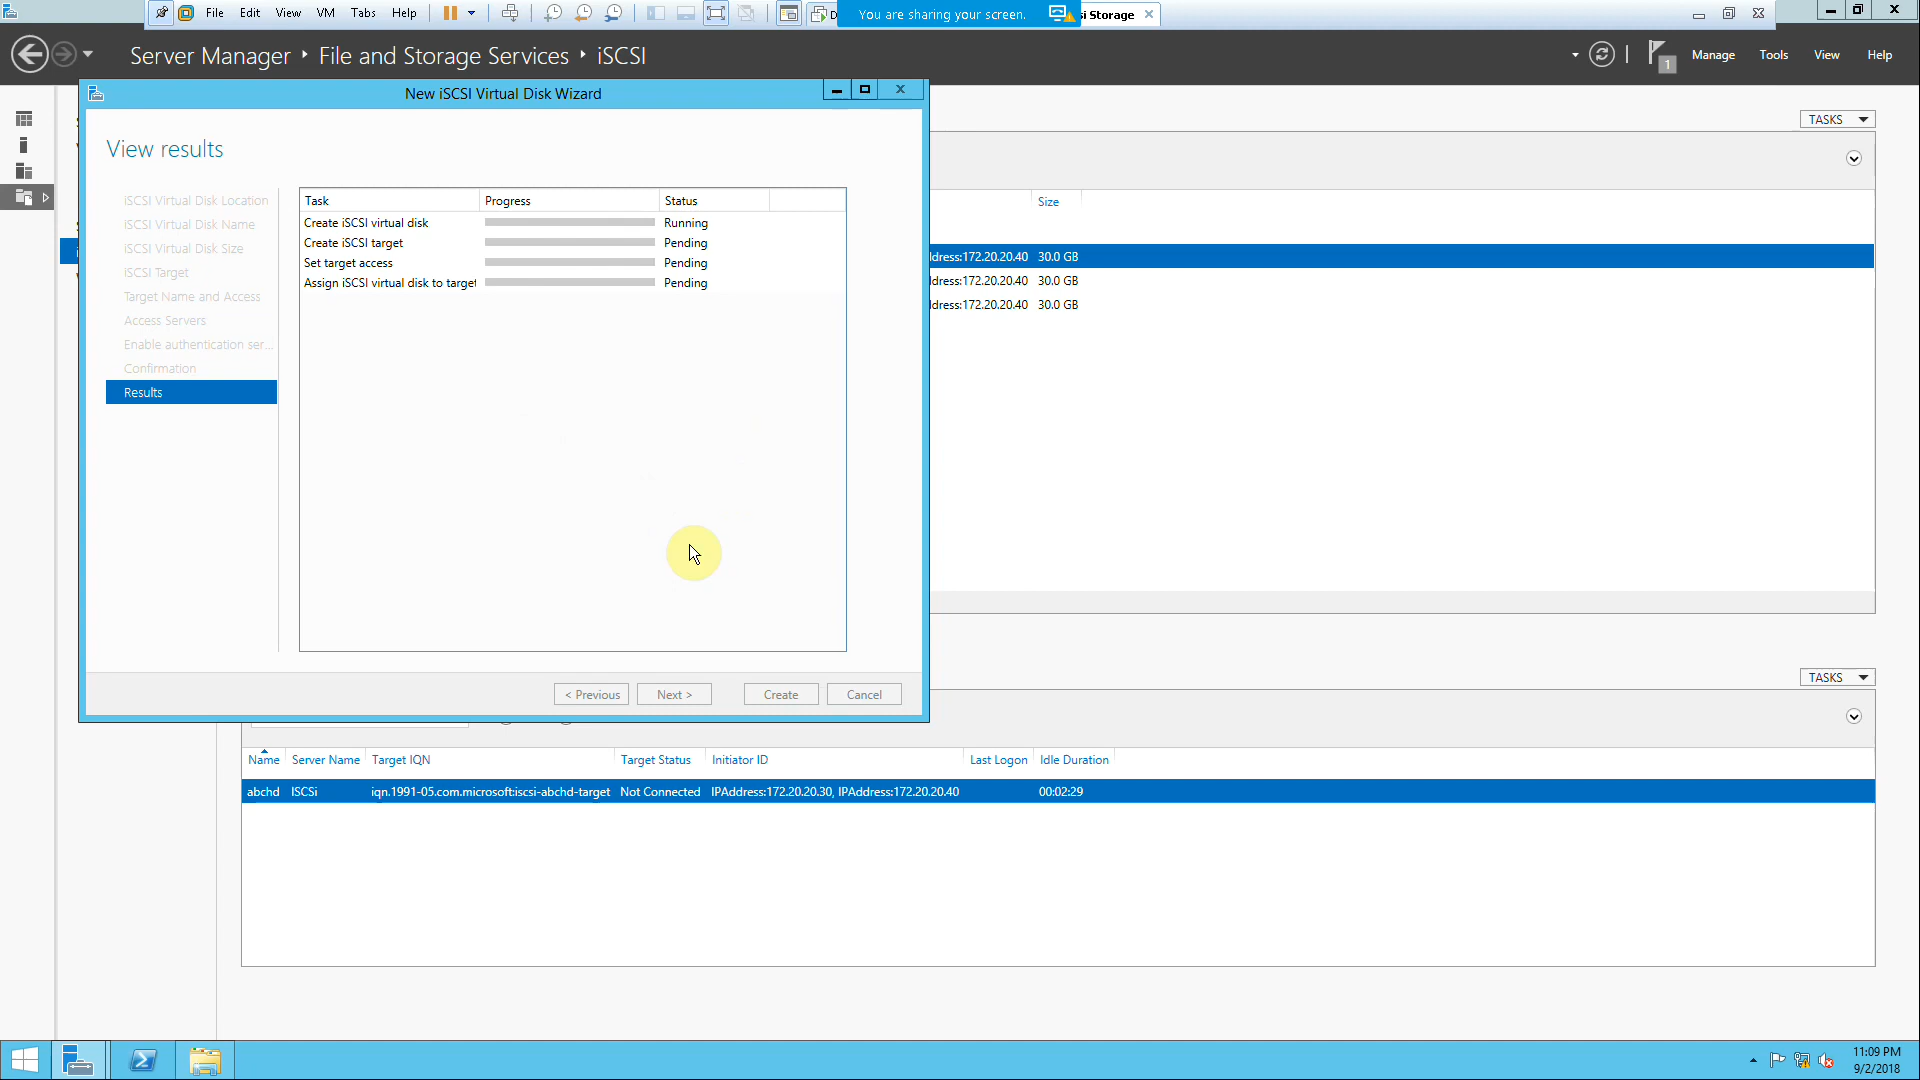 File Edit View VM Tabs Help
You are sharing your screen.
si Storage
Server Manager File and Storage Services iSCSI
1 Manage Tools View Help
New iSCSI Virtual Disk Wizard
TASKS
View results
iSCSI Virtual Disk Location
iSCSI Virtual Disk Name
iSCSI Virtual Disk Size
iSCSI Target
Target Name and Access
Access Servers
Enable authentication ser...
Confirmation
Results
Task Progress Status
Create iSCSI virtual disk Running
Create iSCSI target Pending
Set target access Pending
Assign iSCSI virtual disk to target Pending
Size
ddress:172.20.20.40 30.0 GB
ddress:172.20.20.40 30.0 GB
ddress:172.20.20.40 30.0 GB
< Previous Next > Create Cancel
TASKS
Name Server Name Target IQN Target Status Initiator ID Last Logon Idle Duration
abchd ISCSi iqn.1991-05.com.microsoft:iscsi-abchd-target Not Connected IPAddress:172.20.20.30, IPAddress:172.20.20.40 00:02:29
11:09 PM
9/2/2018